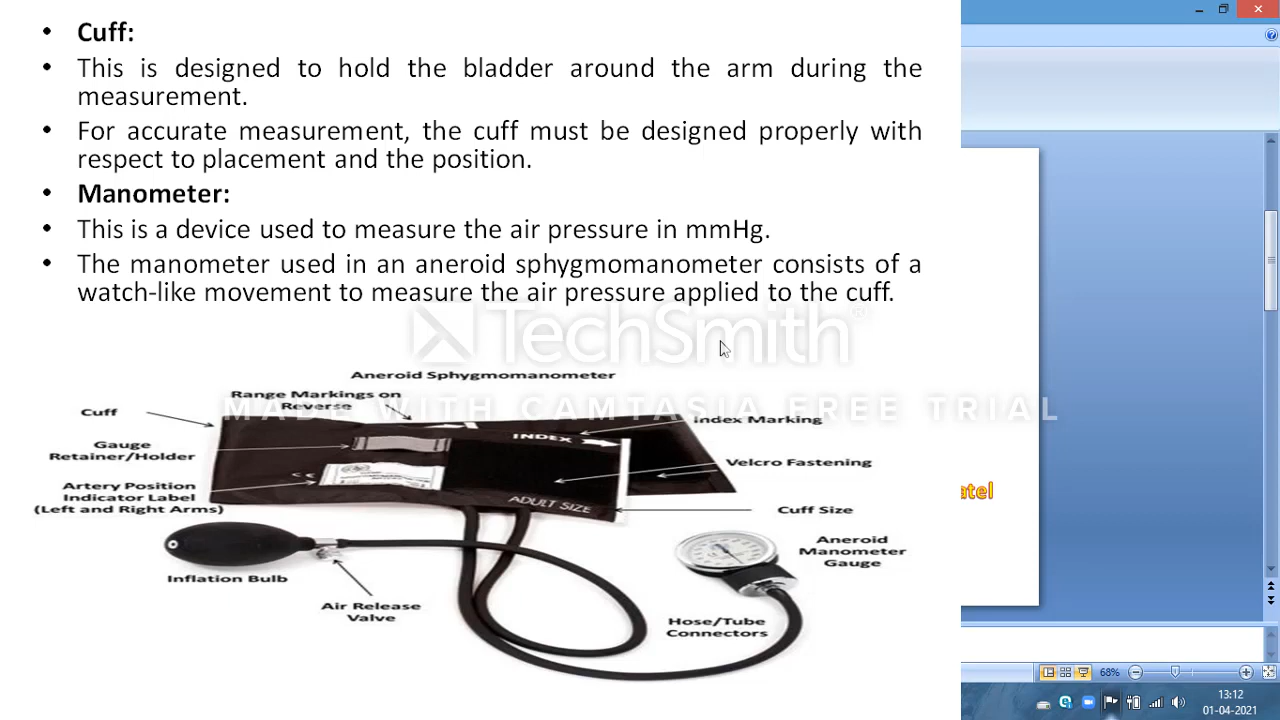 • Cuff:
• This is designed to hold the bladder around the arm during the
measurement.
• For accurate measurement, the cuff must be designed properly with
respect to placement and the position.
• Manometer:
• This is a device used to measure the air pressure in mmHg.
• The manometer used in an aneroid sphygmomanometer consists of a
watch-like movement to measure the air pressure applied to the cuff.
TechSmith®
MADE WITH CAMTASIA FREE TRIAL
Aneroid Sphygmomanometer
Range Markings on
Reverse
Cuff
Index Marking
INDEX
Gauge
Retainer/Holder
Velcro Fastening
Artery Position
Indicator Label
(Left and Right Arms)
ADULT SIZE
Cuff Size
Aneroid
Manometer
Gauge
Inflation Bulb
Air Release
Valve
Hose/Tube
Connectors
atel
68%
13:12
01-04-2021